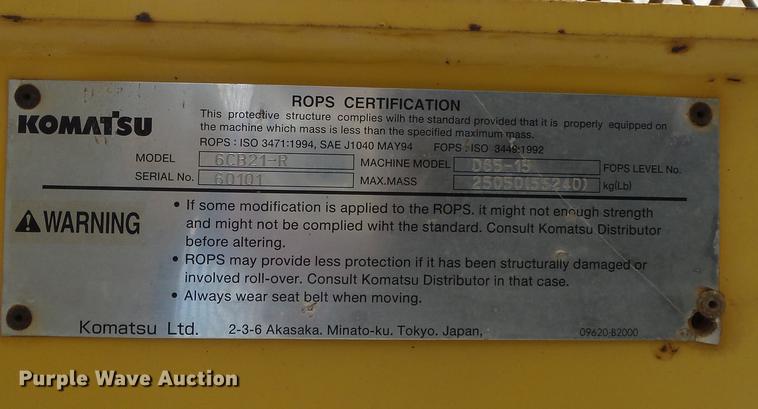 KOMATSU
ROPS CERTIFICATION
This protective structure complies wilh the standard provided that it is properly equipped on
the machine which mass is less than the specified maximum mass.
ROPS : ISO 3471:1994, SAE J1040 MAY94 FOPS : ISO 3449:1992
MODEL 6CB21-R MACHINE MODEL D55-15 FOPS LEVEL No.
SERIAL No. 60101 MAX.MASS 25050(55240) kg(Lb)
WARNING
• If some modification is applied to the ROPS. it might not enough strength
and might not be complied wiht the standard. Consult Komatsu Distributor
before altering.
• ROPS may provide less protection if it has been structurally damaged or
involved roll-over. Consult Komatsu Distributor in that case.
• Always wear seat belt when moving.
Komatsu Ltd. 2-3-6 Akasaka. Minato-ku. Tokyo. Japan,
09620-B2000
Purple Wave Auction